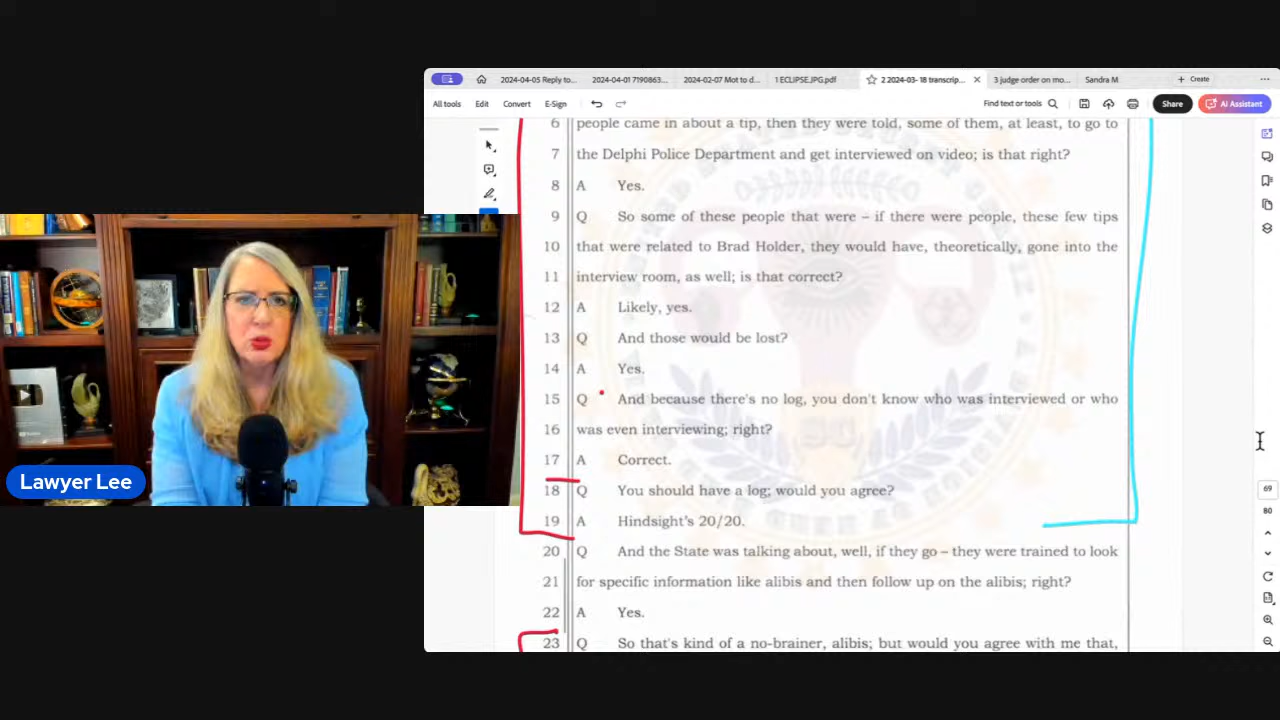 2024-04-05 Reply to... 2024-04-01 7190863... 2024-02-07 Mot to d... 1 ECLIPSE.JPG.pdf 2 2024-03- 18 transcrip... 3 judge order on mo... Sandra M + Create
All tools Edit Convert E-Sign Find text or tools Share AI Assistant
6 people came in about a tip, then they were told, some of them, at least, to go to
7 the Delphi Police Department and get interviewed on video; is that right?
8 A Yes.
9 Q So some of these people that were – if there were people, these few tips
10 that were related to Brad Holder, they would have, theoretically, gone into the
11 interview room, as well; is that correct?
12 A Likely, yes.
13 Q And those would be lost?
14 A Yes.
15 Q And because there's no log, you don't know who was interviewed or who
16 was even interviewing; right?
17 A Correct.
18 Q You should have a log; would you agree?
19 A Hindsight's 20/20.
20 Q And the State was talking about, well, if they go – they were trained to look
21 for specific information like alibis and then follow up on the alibis; right?
22 A Yes.
23 Q So that's kind of a no-brainer, alibis; but would you agree with me that,
Lawyer Lee
69
80